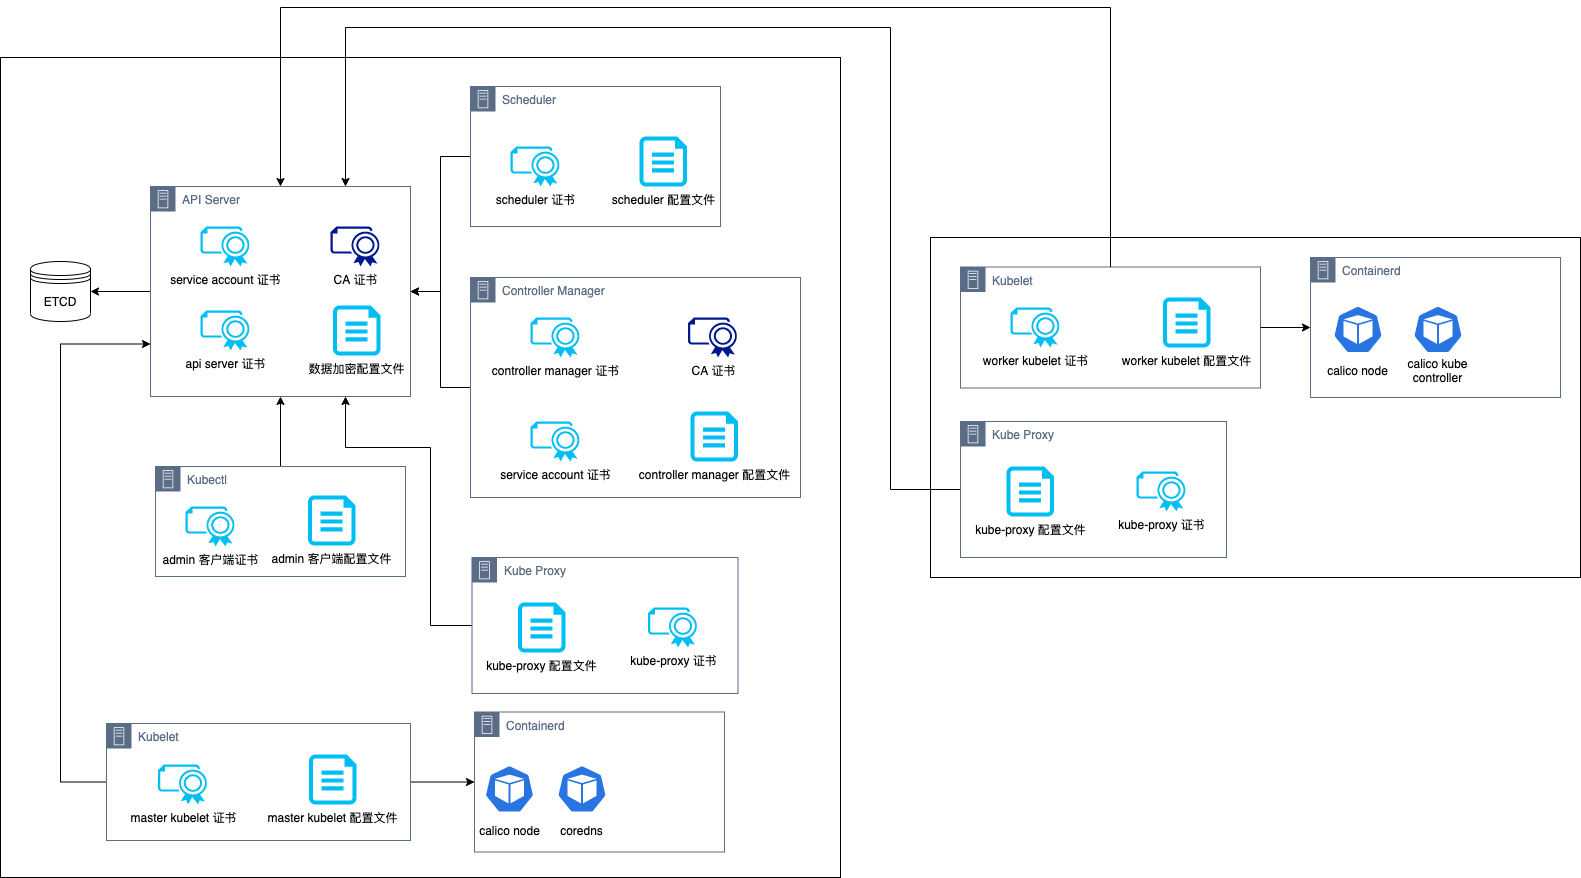 Scheduler
scheduler 证书
scheduler 配置文件
API Server
service account 证书
CA 证书
api server 证书
数据加密配置文件
ETCD
Controller Manager
controller manager 证书
CA 证书
service account 证书
controller manager 配置文件
Kubectl
admin 客户端证书
admin 客户端配置文件
Kube Proxy
kube-proxy 配置文件
kube-proxy 证书
Kubelet
master kubelet 证书
master kubelet 配置文件
Containerd
calico node
coredns
Kubelet
worker kubelet 证书
worker kubelet 配置文件
Containerd
calico node
calico kube
controller
Kube Proxy
kube-proxy 配置文件
kube-proxy 证书